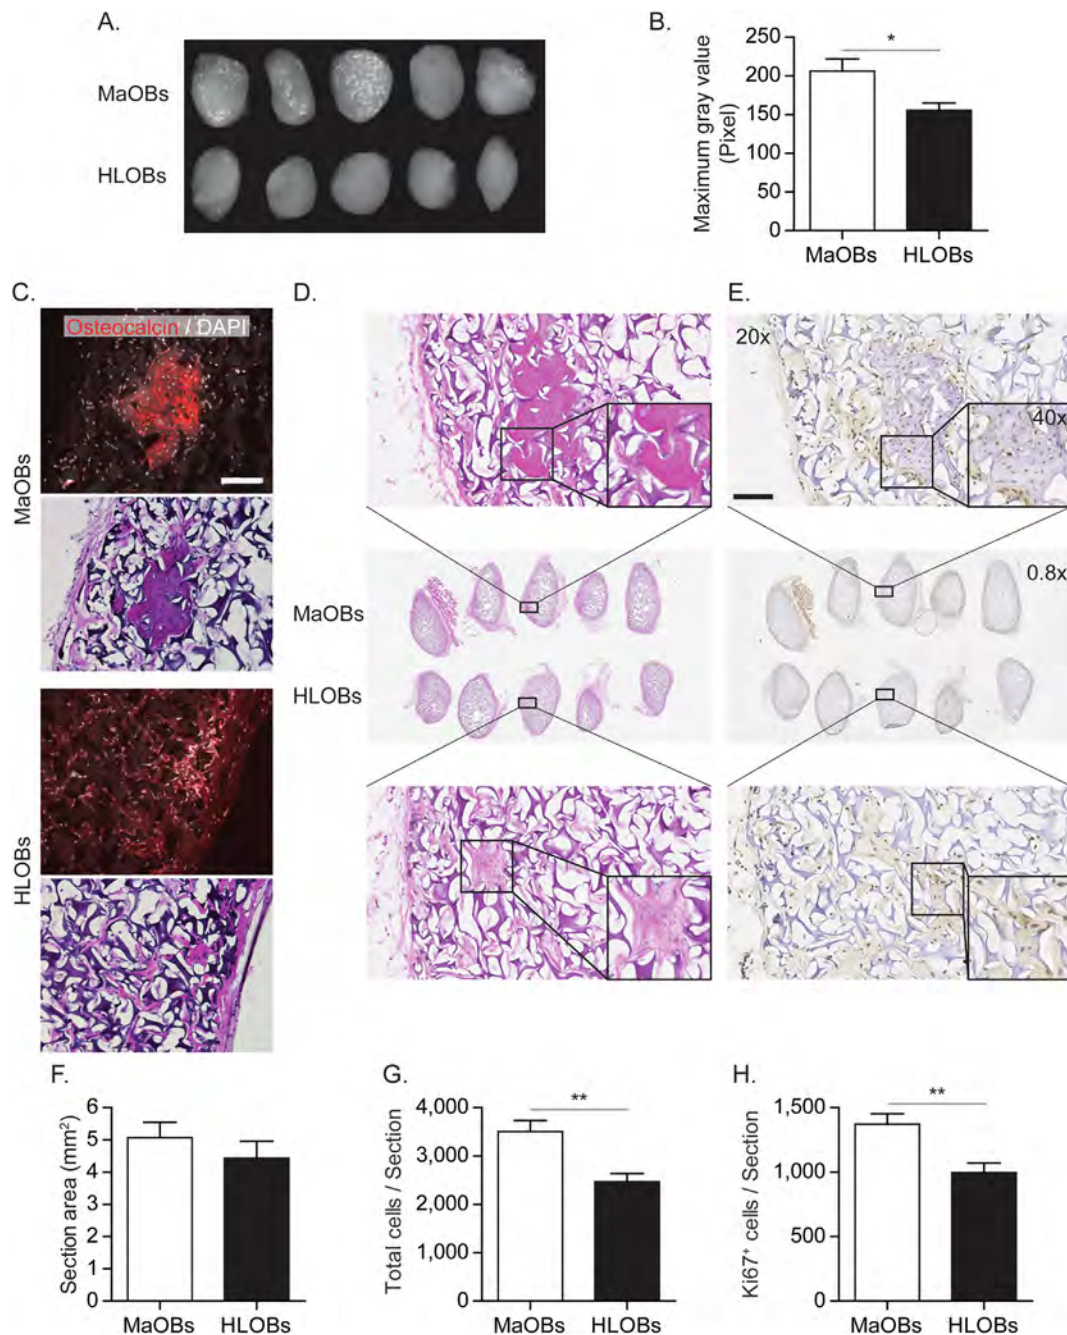 A.
MaOBs
HLOBs
B.
Maximum gray value
(Pixel)
250
200
150
100
50
0
*
MaOBs
HLOBs
C.
MaOBs
HLOBs
Osteocalcin / DAPI
D.
MaOBs
HLOBs
E.
20x
40x
0.8x
F.
Section area (mm²)
6
5
4
3
2
1
0
MaOBs
HLOBs
G.
Total cells / Section
4,000
3,000
2,000
1,000
0
**
MaOBs
HLOBs
H.
Ki67⁺ cells / Section
1,500
1,000
500
0
**
MaOBs
HLOBs